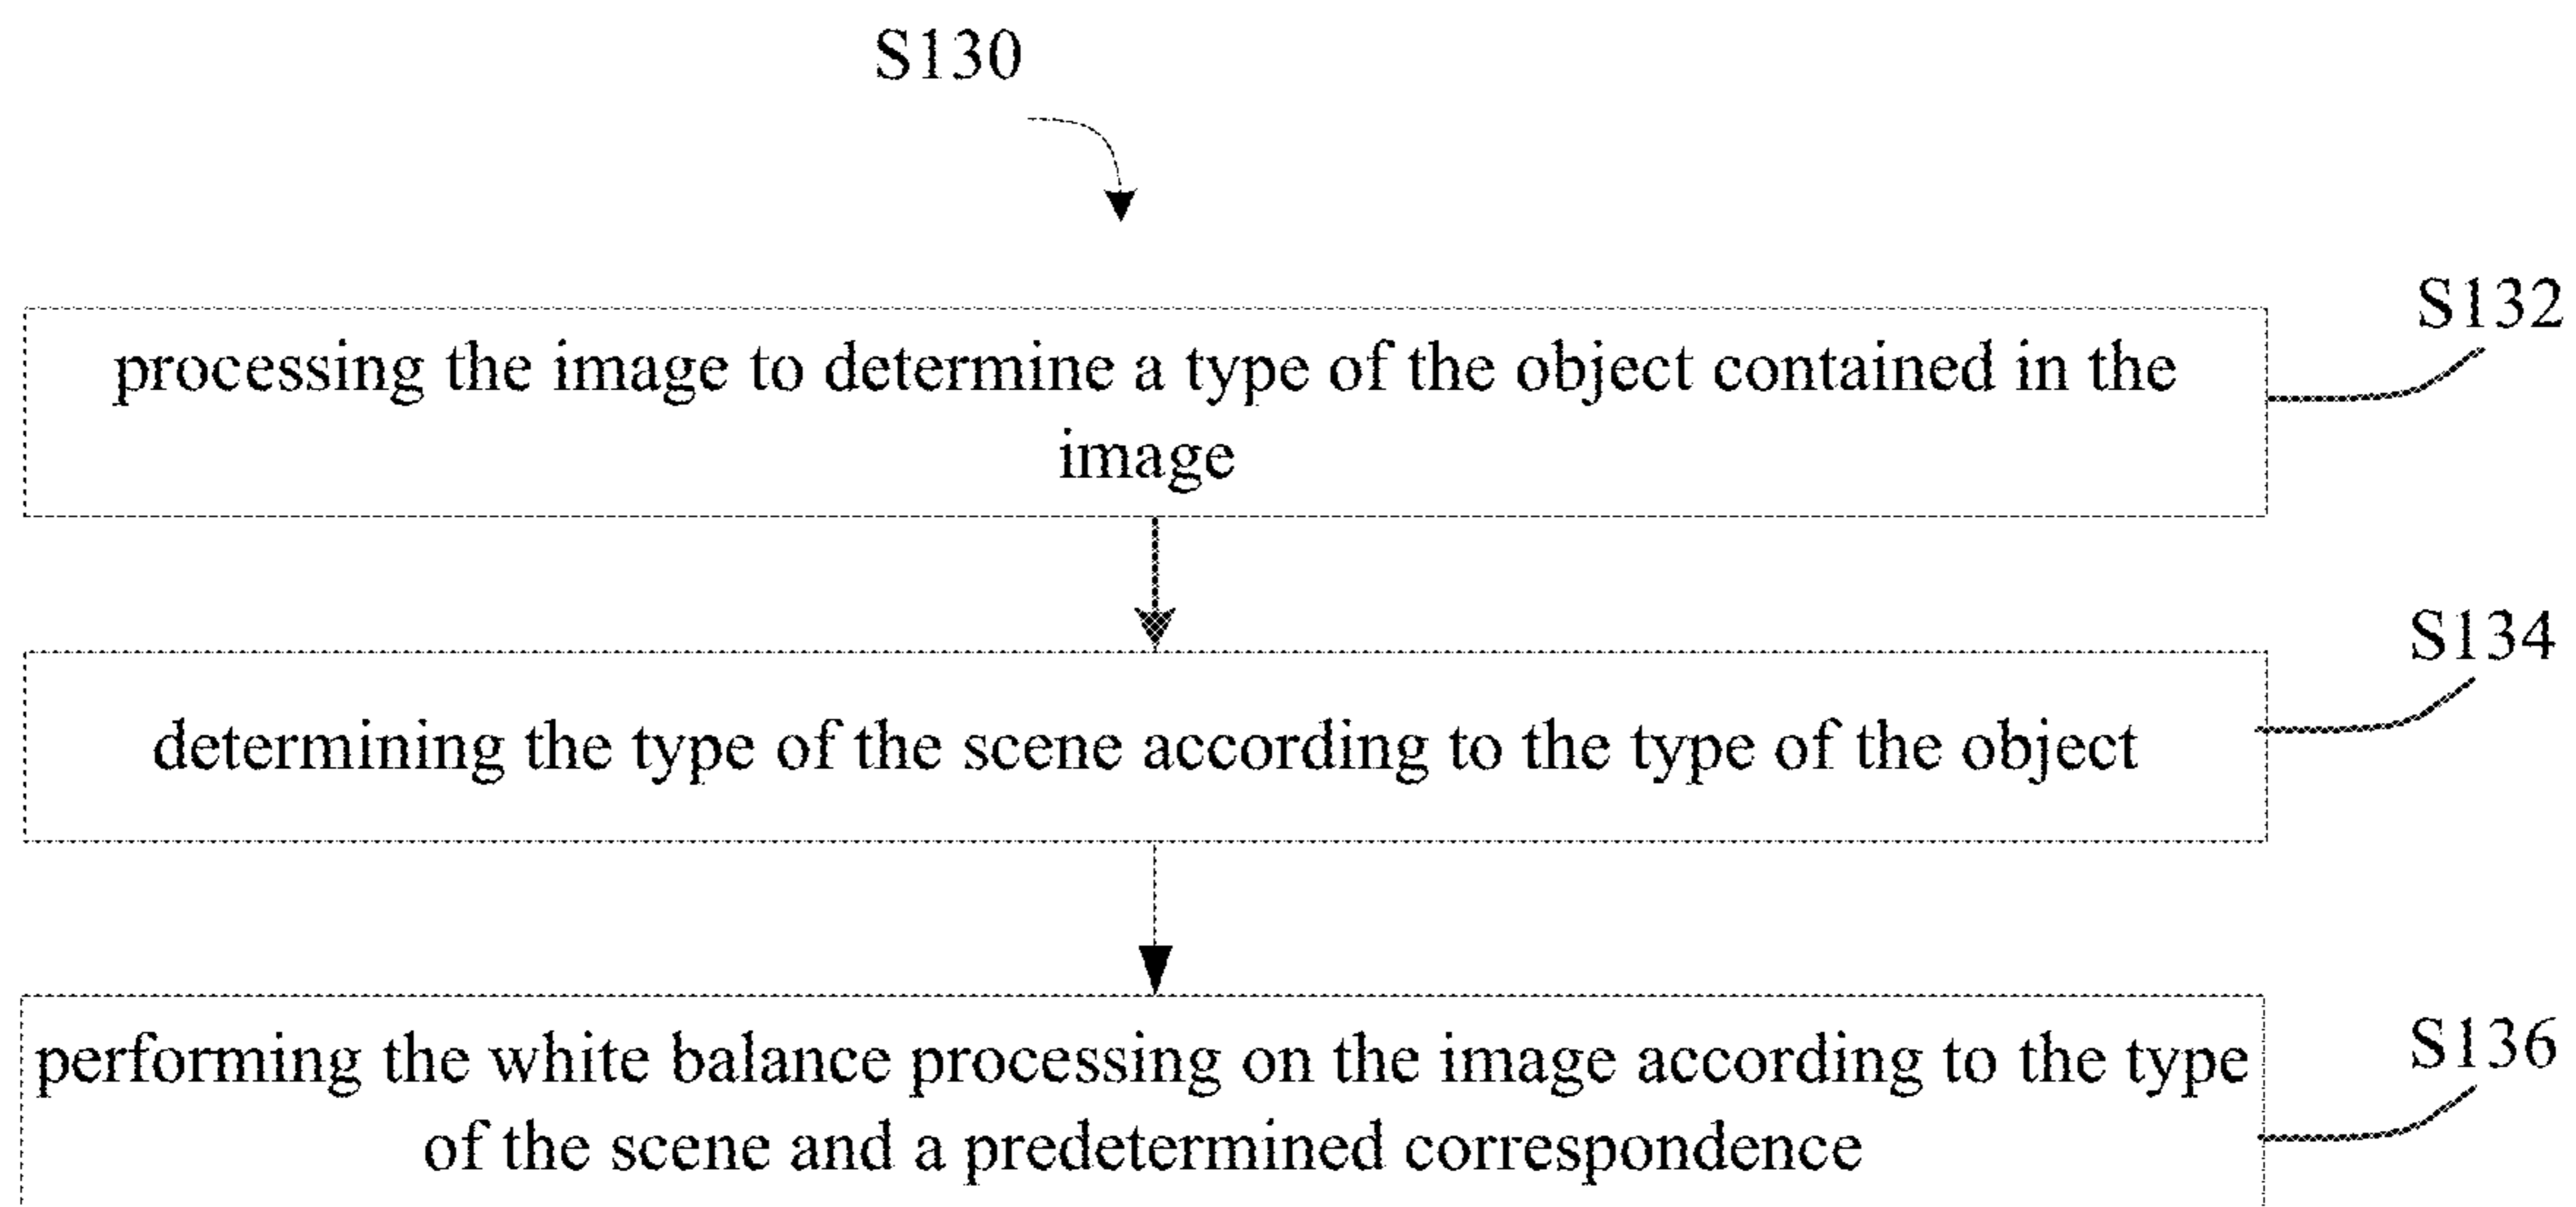 S130
S132
processing the image to determine a type of the object contained in the
image
S134
determining the type of the scene according to the type of the object
S136
performing the white balance processing on the image according to the type
of the scene and a predetermined correspondence